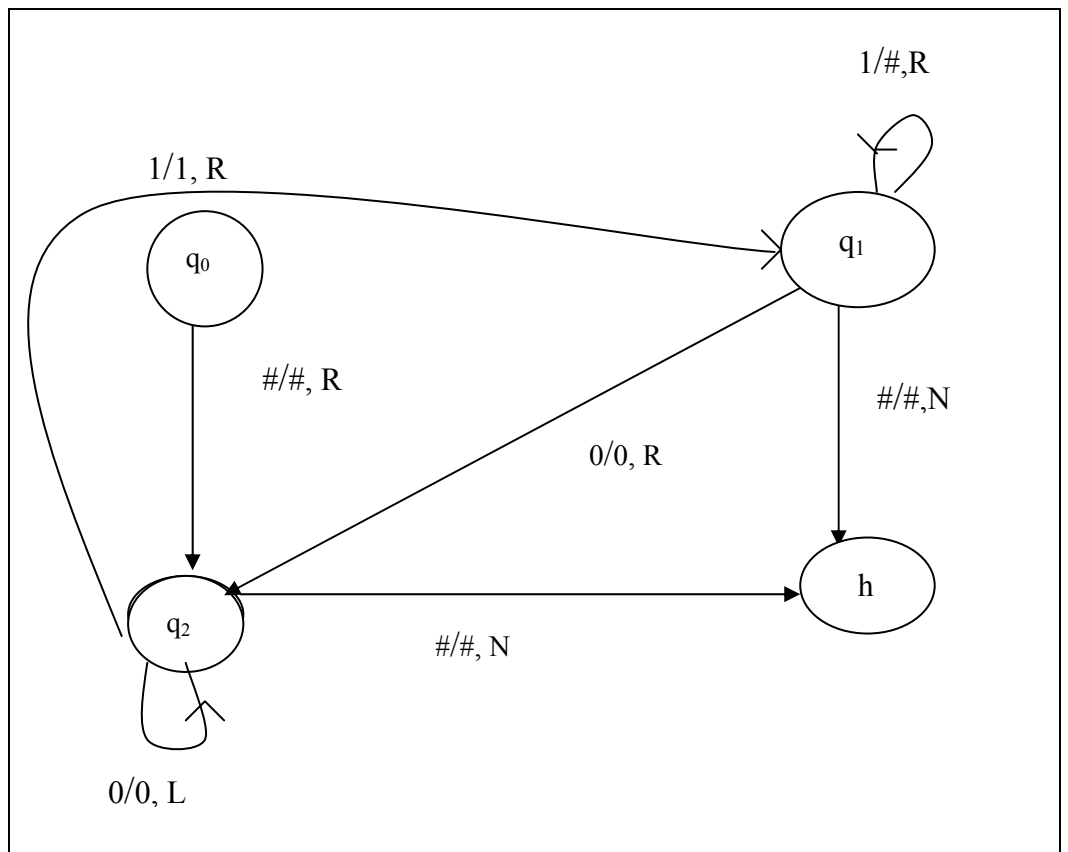 1/#,R
1/1, R
q1
q0
#/#, R
#/#,N
0/0, R
h
q2
#/#, N
0/0, L